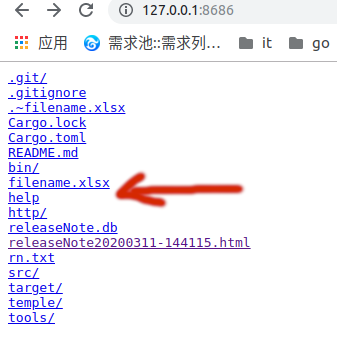 127.0.0.1:8686
应用 需求池::需求列… it go
.git/
.gitignore
.~filename.xlsx
Cargo.lock
Cargo.toml
README.md
bin/
filename.xlsx
help
http/
releaseNote.db
releaseNote20200311-144115.html
rn.txt
src/
target/
temple/
tools/